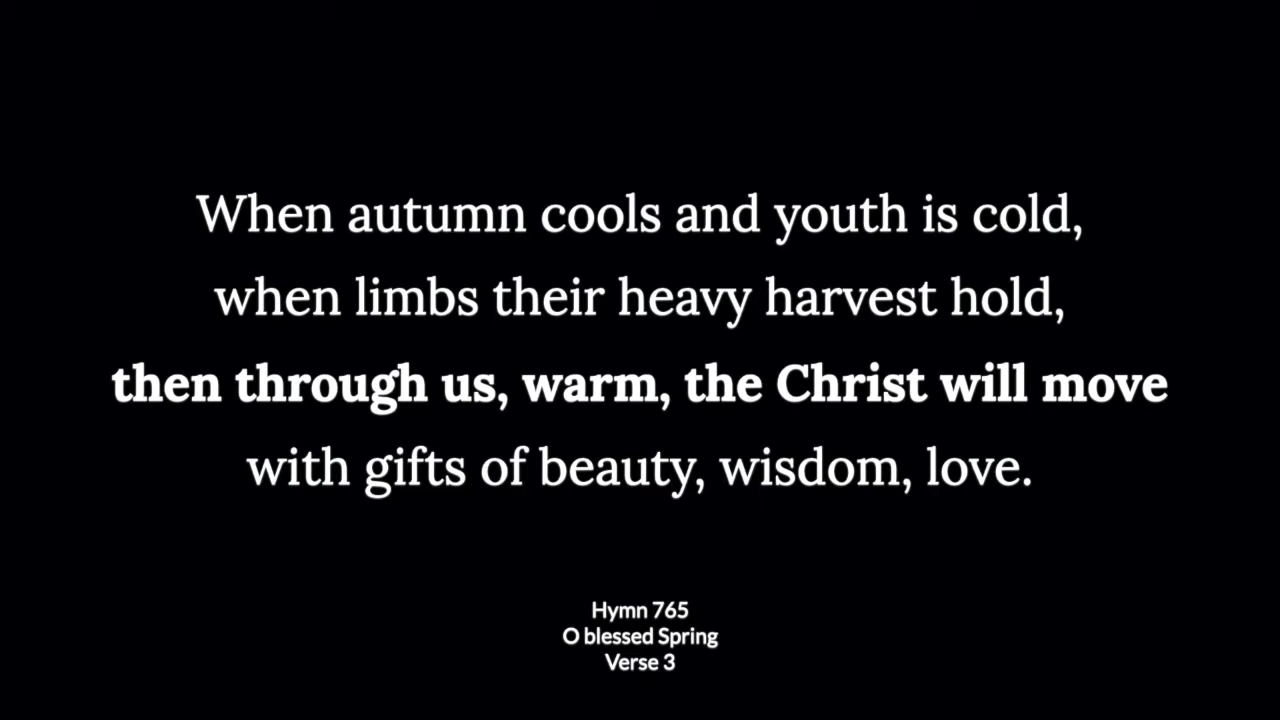 When autumn cools and youth is cold,
when limbs their heavy harvest hold,
then through us, warm, the Christ will move
with gifts of beauty, wisdom, love.
Hymn 765
O blessed Spring
Verse 3